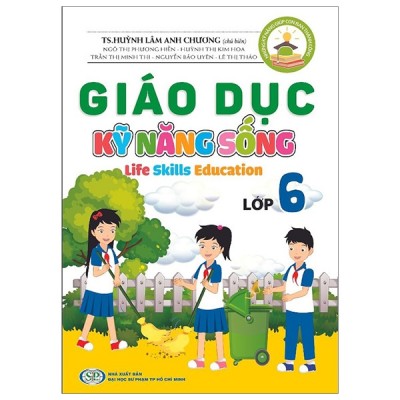 TS.HUỲNH LÂM ANH CHƯƠNG (chủ biên)
NGÔ THỊ PHƯƠNG HIỀN - HUỲNH THỊ KIM HOA
TRẦN THỊ MINH THI - NGUYỄN BẢO UYÊN - LÊ THỊ THẢO
GIÁO DỤC
KỸ NĂNG SỐNG
Life Skills Education
LỚP 6
NHÀ XUẤT BẢN
ĐẠI HỌC SƯ PHẠM TP HỒ CHÍ MINH